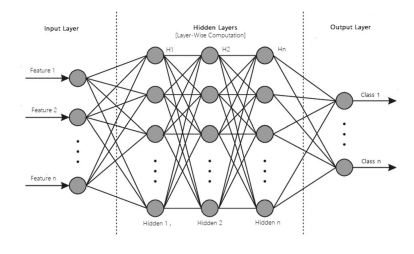 Input Layer
Hidden Layers
(Layer-Wise Computation)
Output Layer
H1
H2
Hn
Feature 1
Feature 2
Feature n
Class 1
Class n
Hidden 1
Hidden 2
Hidden n